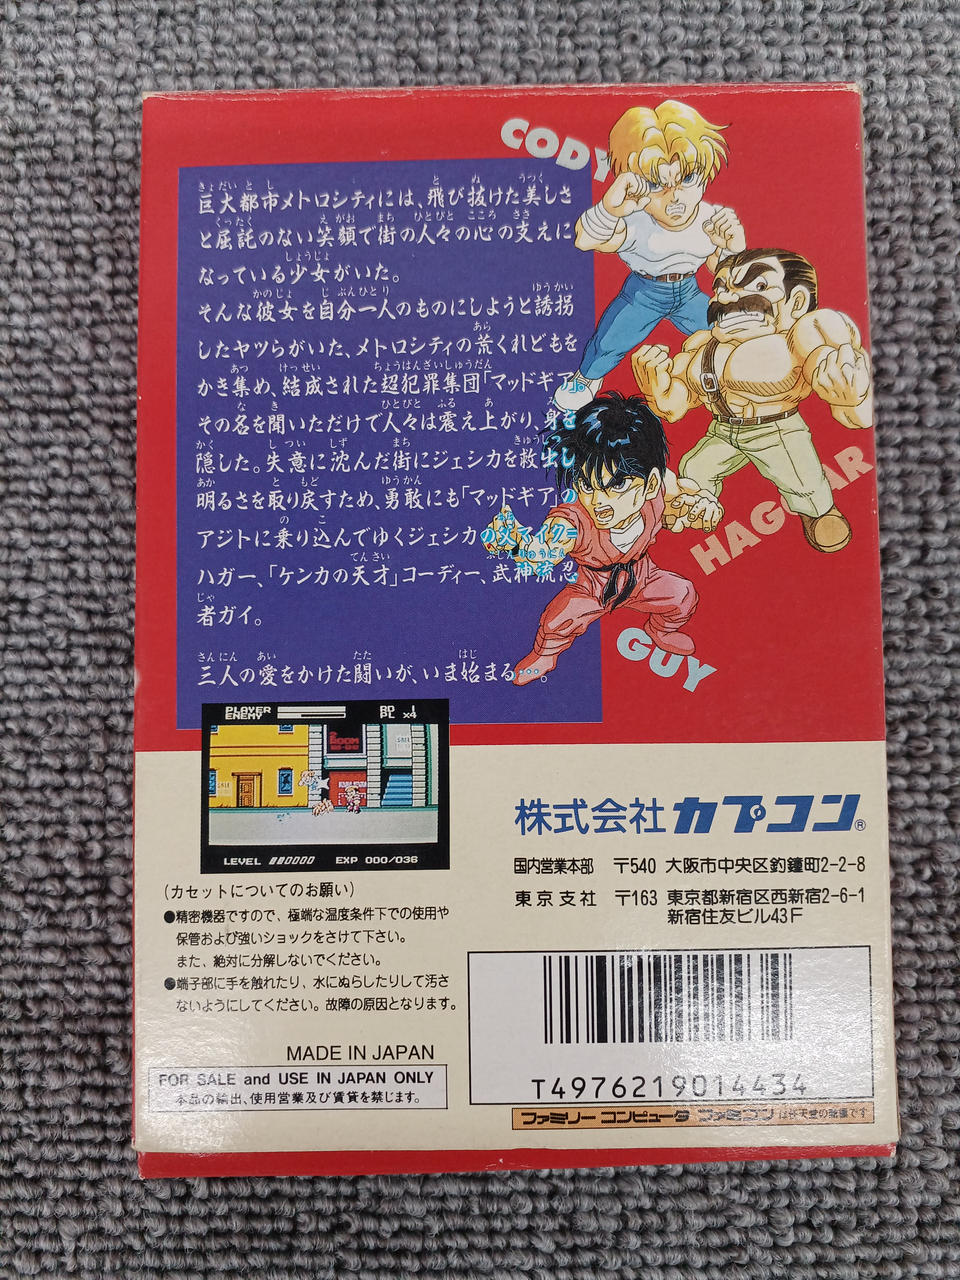 CODY
巨大都市メトロシティには、飛び抜けた美しさ
と屈託のない笑顔で街の人々の心の支えに
なっている少女がいた。
そんな彼女を自分一人のものにしようと誘拐
したヤツらがいた、メトロシティの荒くれどもを
かき集め、結成された超犯罪集団「マッドギア」。
その名を聞いただけで人々は震え上がり、身を
隠した。失意に沈んだ街にジェシカを救出し
明るさを取り戻すため、勇敢にも「マッドギア」の
アジトに乗り込んでゆくジェシカの父マイク=
ハガー、「ケンカの天才」コーディー、武神流忍
者ガイ。
三人の愛をかけた闘いが、いま始まる…。
HAGGAR
GUY
PLAYER RD 1
ENEMY PL ×4
ROOM
LEVEL EXP 000/036
株式会社カプコン®
国内営業本部 〒540 大阪市中央区釣鐘町2-2-8
東京支社 〒163 東京都新宿区西新宿2-6-1
新宿住友ビル43F
(カセットについてのお願い)
●精密機器ですので、極端な温度条件下での使用や
保管および強いショックをさけて下さい。
また、絶対に分解しないでください。
●端子部に手を触れたり、水にぬらしたりして汚さ
ないようにしてください。故障の原因となります。
MADE IN JAPAN
FOR SALE and USE IN JAPAN ONLY
本品の輸出、使用営業及び賃貸を禁じます。
T4976219014434
ファミリーコンピュータ ファミコンは任天堂の商標です